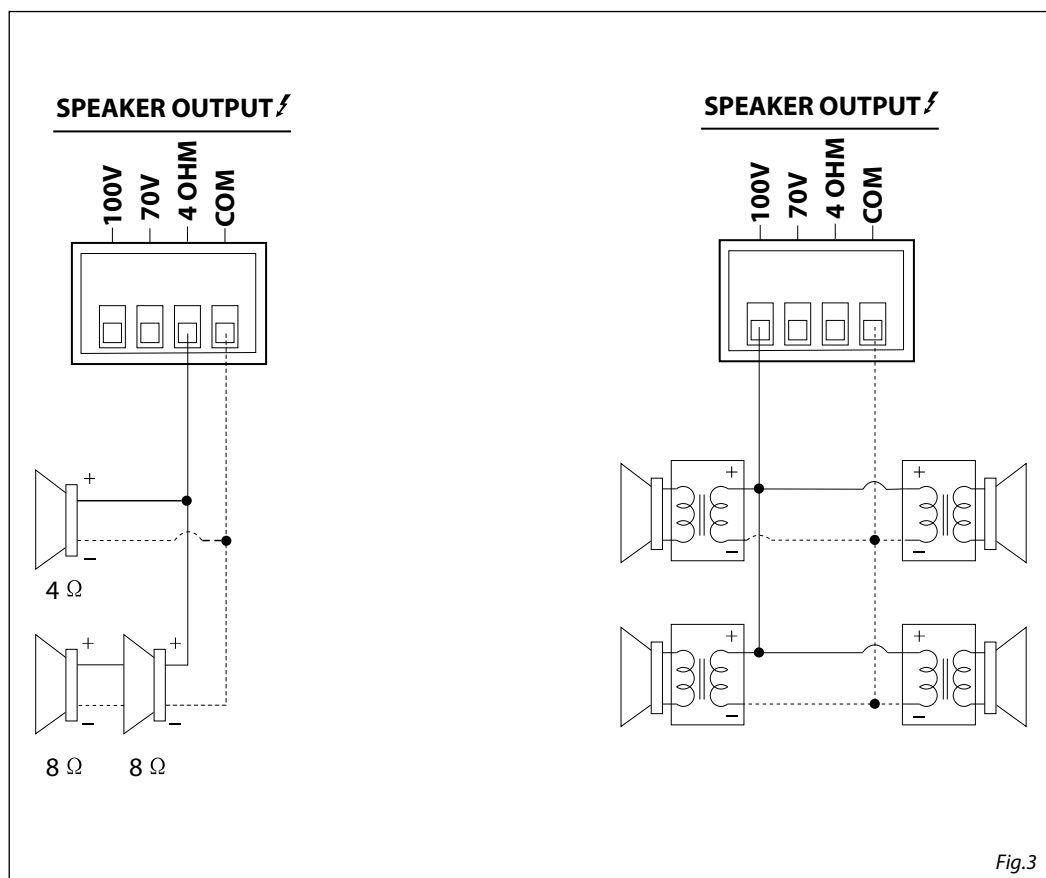 SPEAKER OUTPUT
100V
70V
4 OHM
COM
+
−
4 Ω
+
+
−
−
8 Ω
8 Ω
SPEAKER OUTPUT
100V
70V
4 OHM
COM
+
+
−
−
+
+
−
−
Fig.3